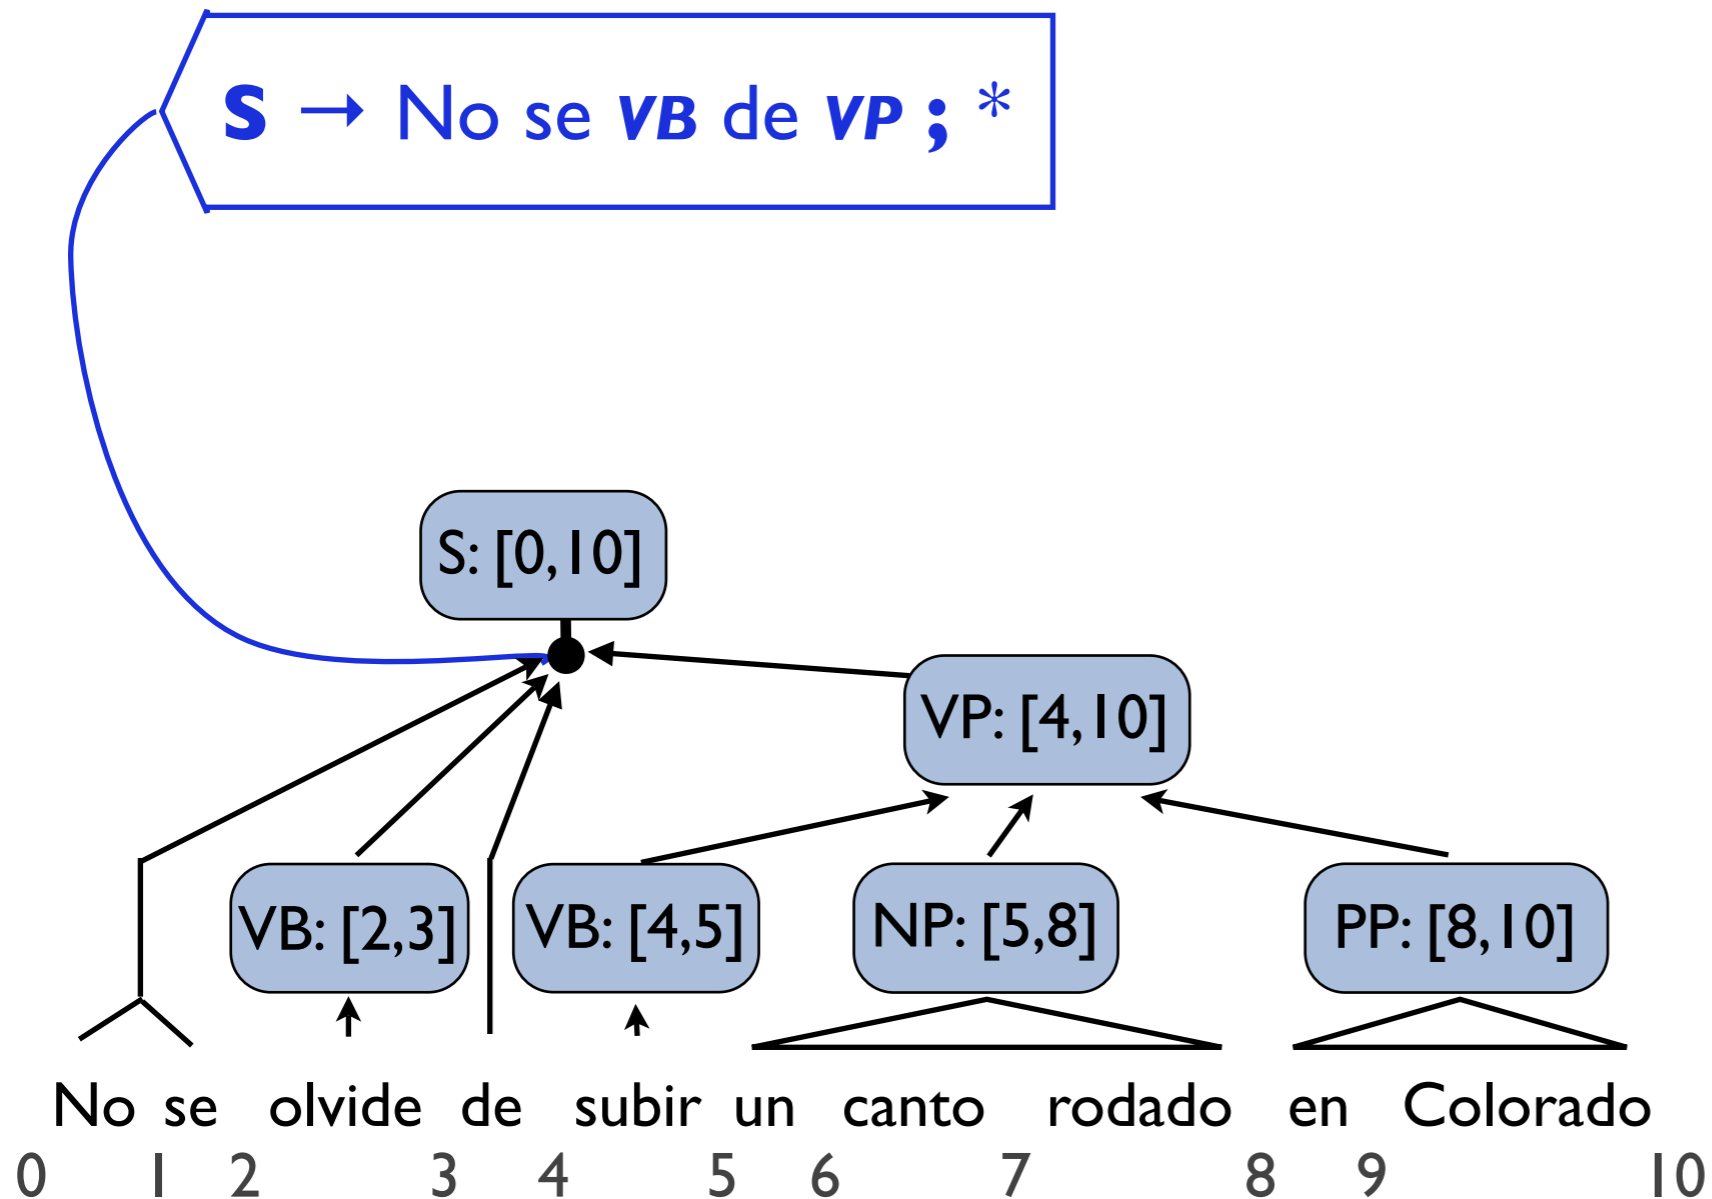 S → No se VB de VP ; *
S: [0,10]
VP: [4,10]
VB: [2,3] VB: [4,5] NP: [5,8] PP: [8,10]
No se olvide de subir un canto rodado en Colorado
0 1 2 3 4 5 6 7 8 9 10